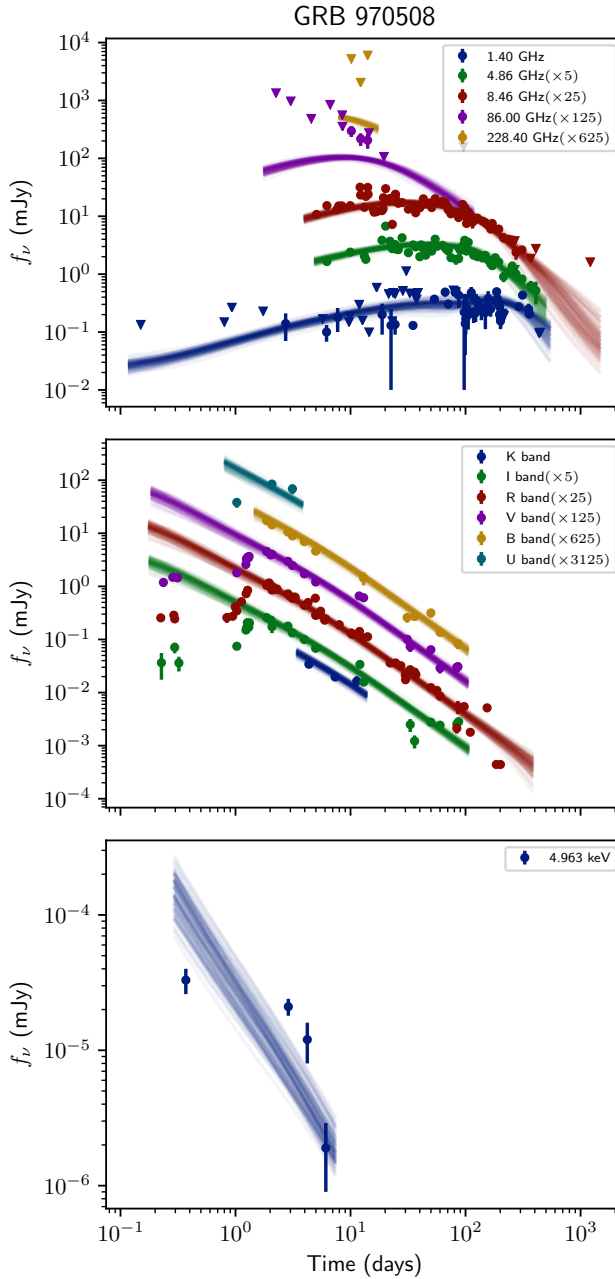 GRB 970508
10^4
10^3
10^2
10^1
10^0
10^{-1}
10^{-2}
f_ν (mJy)
1.40 GHz
4.86 GHz(×5)
8.46 GHz(×25)
86.00 GHz(×125)
228.40 GHz(×625)
10^2
10^1
10^0
10^{-1}
10^{-2}
10^{-3}
10^{-4}
f_ν (mJy)
K band
I band(×5)
R band(×25)
V band(×125)
B band(×625)
U band(×3125)
10^{-4}
10^{-5}
10^{-6}
f_ν (mJy)
4.963 keV
10^{-1} 10^0 10^1 10^2 10^3
Time (days)